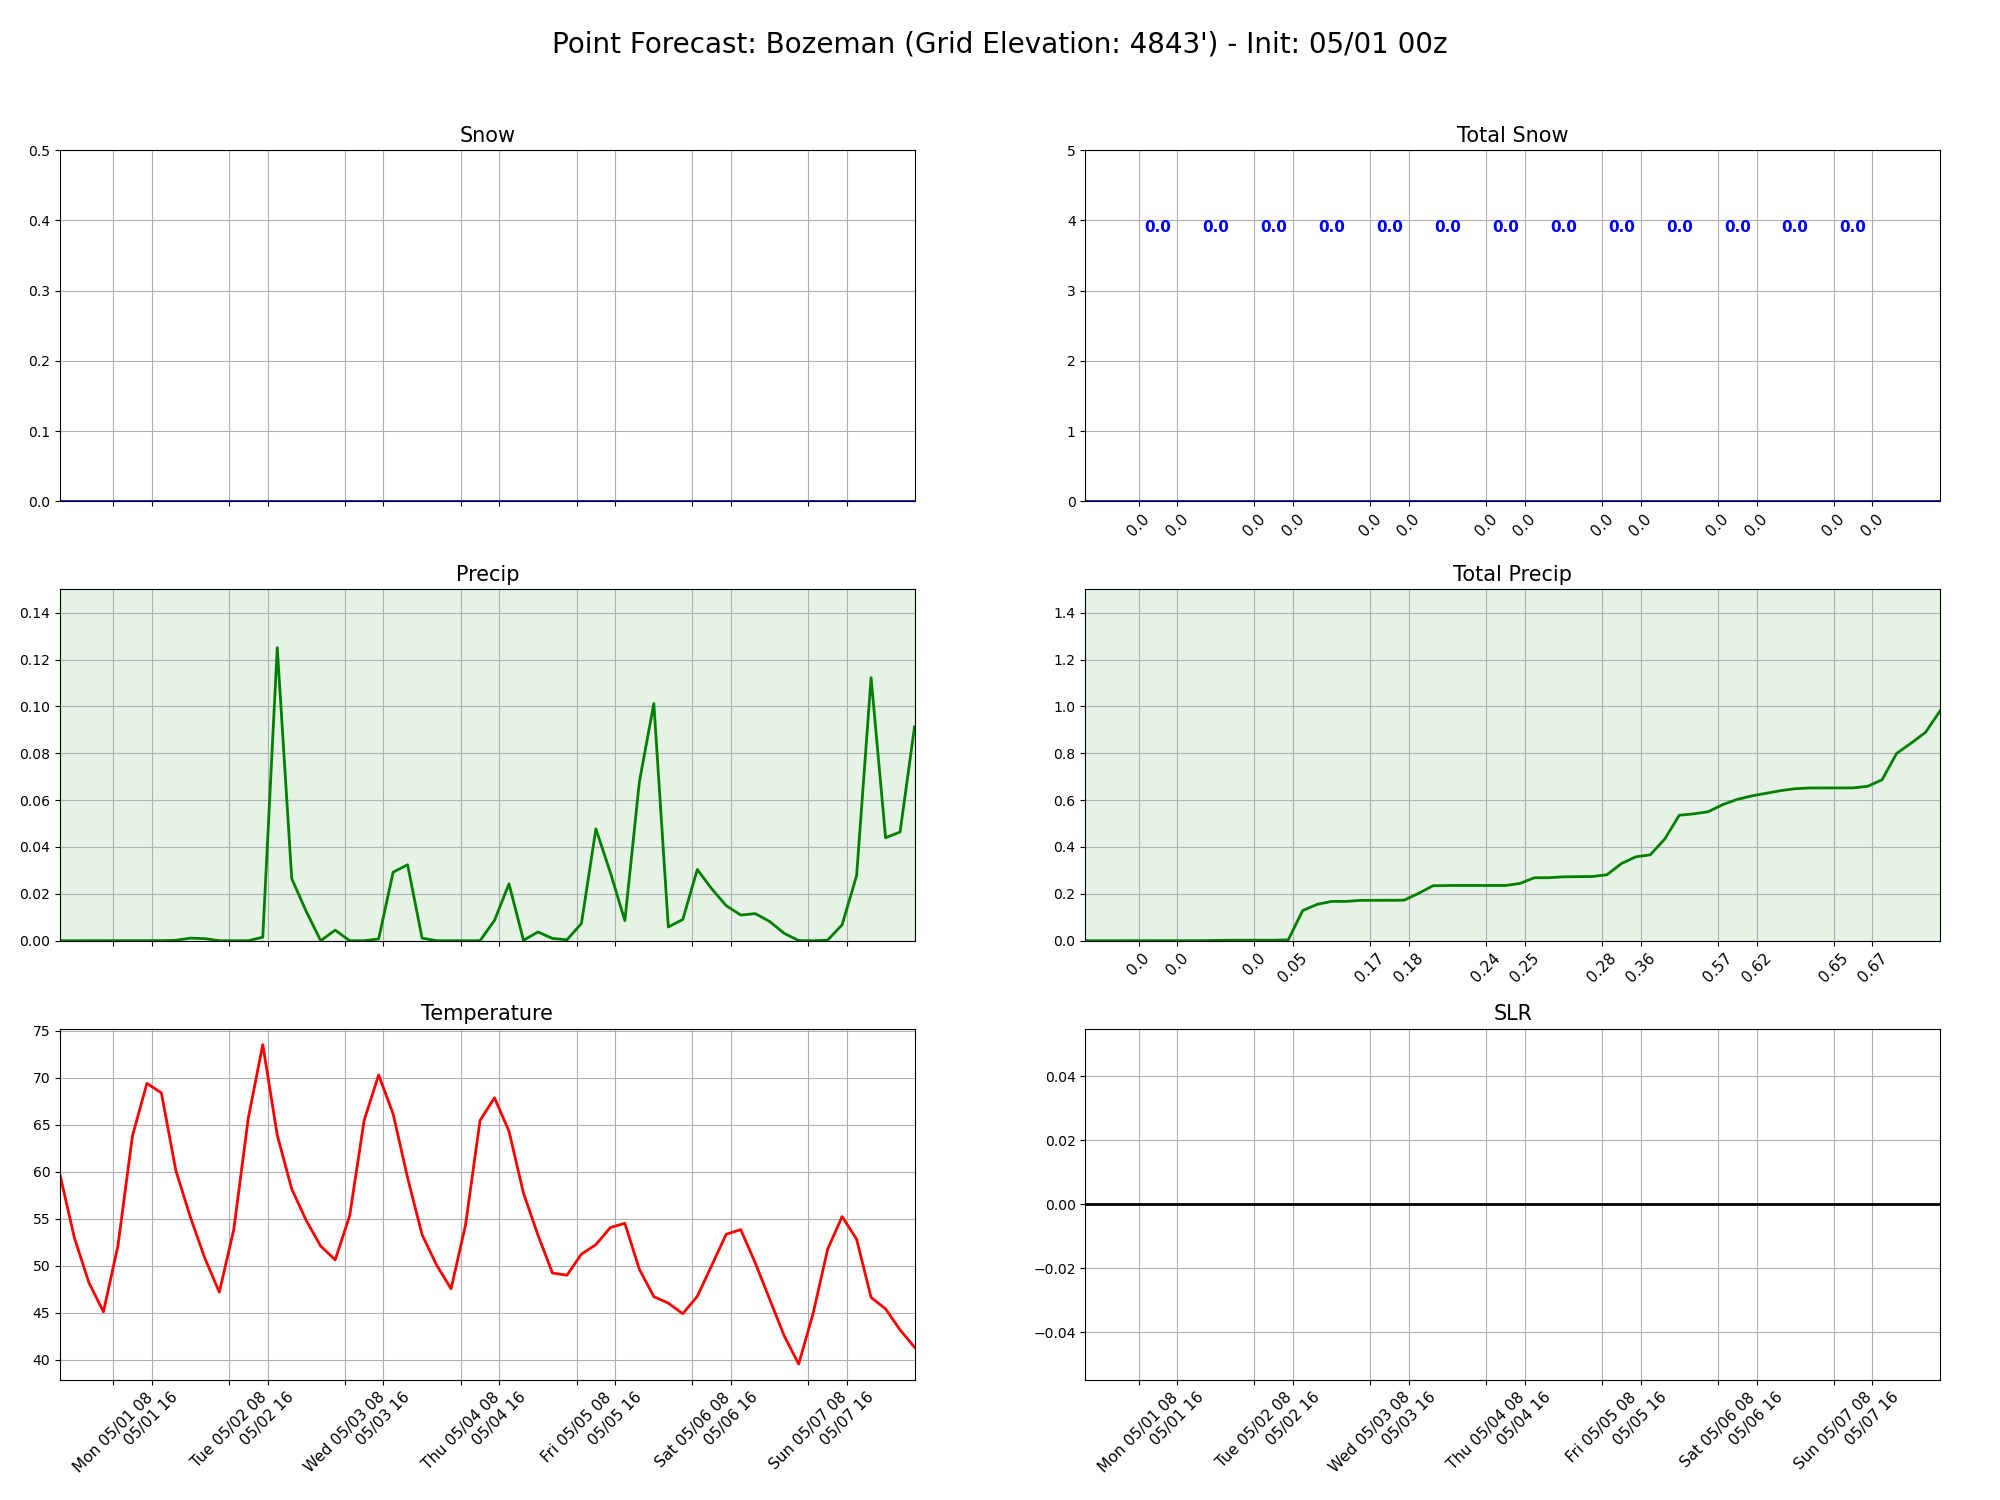 Point Forecast: Bozeman (Grid Elevation: 4843') - Init: 05/01 00z
Snow
0.5
0.4
0.3
0.2
0.1
0.0
Total Snow
5
4
3
2
1
0
0.0 0.0 0.0 0.0 0.0 0.0 0.0 0.0 0.0 0.0 0.0 0.0 0.0
0.0 0.0 0.0 0.0 0.0 0.0 0.0 0.0 0.0 0.0 0.0 0.0 0.0 0.0
Precip
0.14
0.12
0.10
0.08
0.06
0.04
0.02
0.00
Total Precip
1.4
1.2
1.0
0.8
0.6
0.4
0.2
0.0
0.0 0.0 0.0 0.05 0.17 0.18 0.24 0.25 0.28 0.36 0.57 0.62 0.65 0.67
Temperature
75
70
65
60
55
50
45
40
Mon 05/01 08
05/01 16
Tue 05/02 08
05/02 16
Wed 05/03 08
05/03 16
Thu 05/04 08
05/04 16
Fri 05/05 08
05/05 16
Sat 05/06 08
05/06 16
Sun 05/07 08
05/07 16
SLR
0.04
0.02
0.00
−0.02
−0.04
Mon 05/01 08
05/01 16
Tue 05/02 08
05/02 16
Wed 05/03 08
05/03 16
Thu 05/04 08
05/04 16
Fri 05/05 08
05/05 16
Sat 05/06 08
05/06 16
Sun 05/07 08
05/07 16